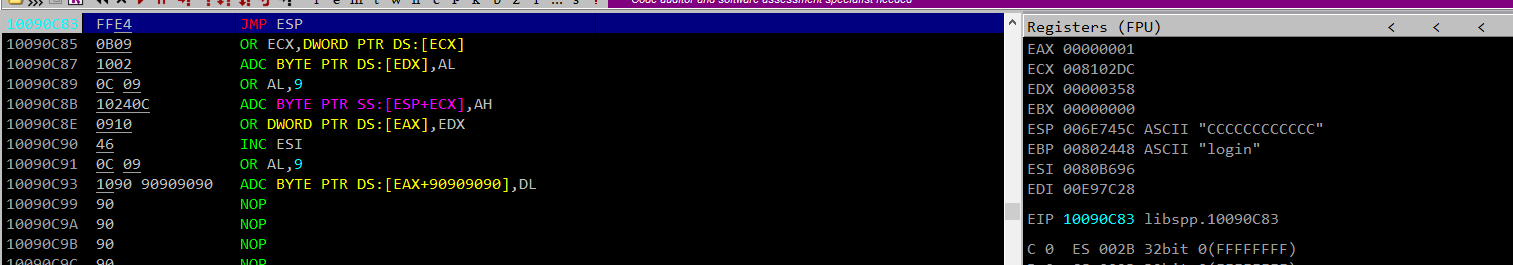 l e m t w h c P k b z r ... s ?
Code auditor and software assessment specialist needed
10090C83 FFE4 JMP ESP
10090C85 0B09 OR ECX,DWORD PTR DS:[ECX]
10090C87 1002 ADC BYTE PTR DS:[EDX],AL
10090C89 0C 09 OR AL,9
10090C8B 10240C ADC BYTE PTR SS:[ESP+ECX],AH
10090C8E 0910 OR DWORD PTR DS:[EAX],EDX
10090C90 46 INC ESI
10090C91 0C 09 OR AL,9
10090C93 1090 90909090 ADC BYTE PTR DS:[EAX+90909090],DL
10090C99 90 NOP
10090C9A 90 NOP
10090C9B 90 NOP
10090C9C 90 NOP
Registers (FPU) < < <
EAX 00000001
ECX 008102DC
EDX 00000358
EBX 00000000
ESP 006E745C ASCII "CCCCCCCCCCCC"
EBP 00802448 ASCII "login"
ESI 0080B696
EDI 00E97C28
EIP 10090C83 libspp.10090C83
C 0 ES 002B 32bit 0(FFFFFFFF)